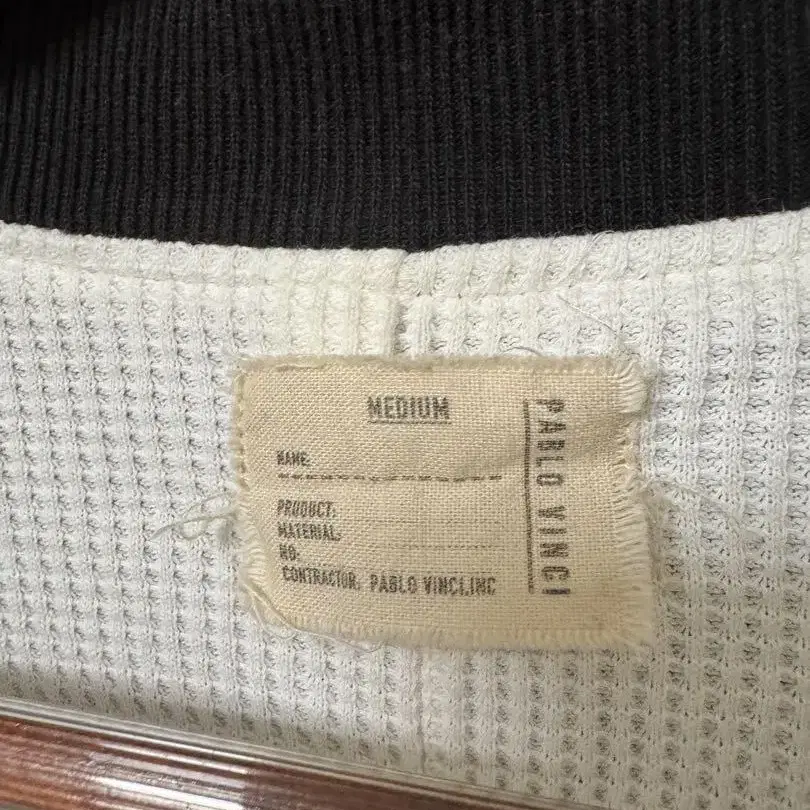 MEDIUM
NAME:
PRODUCT:
MATERIAL:
NO:
CONTRACTOR. PABLO VINCI.INC
PABLO VINCI